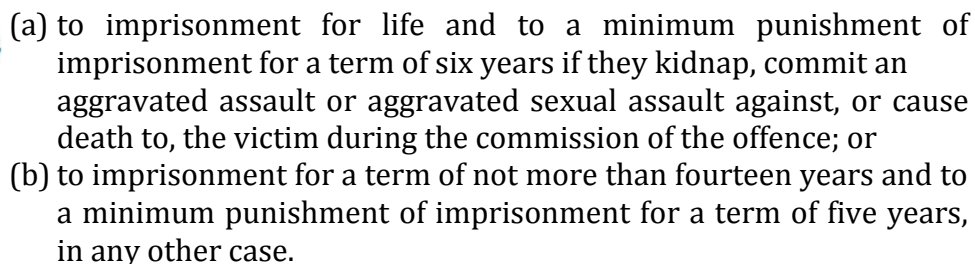 (a) to imprisonment for life and to a minimum punishment of
imprisonment for a term of six years if they kidnap, commit an
aggravated assault or aggravated sexual assault against, or cause
death to, the victim during the commission of the offence; or
(b) to imprisonment for a term of not more than fourteen years and to
a minimum punishment of imprisonment for a term of five years,
in any other case.